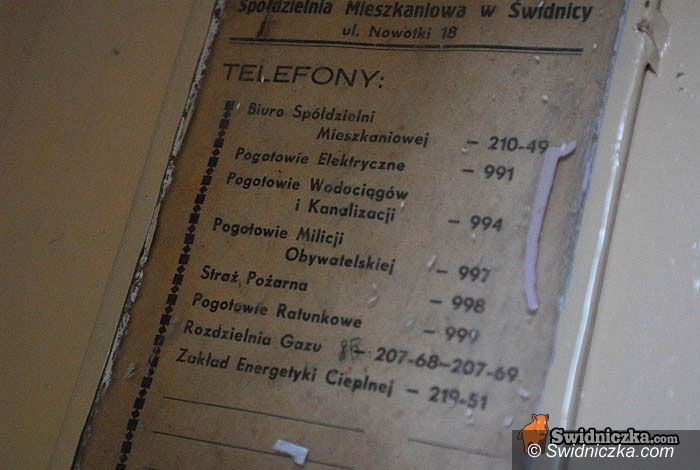 Spółdzielnia Mieszkaniowa w Świdnicy
ul. Nowotki 18
TELEFONY:
Biuro Spółdzielni
Mieszkaniowej – 210-49
Pogotowie Elektryczne – 991
Pogotowie Wodociągów
i Kanalizacji – 994
Pogotowie Milicji
Obywatelskiej – 997
Straż Pożarna – 998
Pogotowie Ratunkowe – 999
Rozdzielnia Gazu – 207-68–207-69
Zakład Energetyki Cieplnej – 219-51
Swidniczka.com
© Swidniczka.com